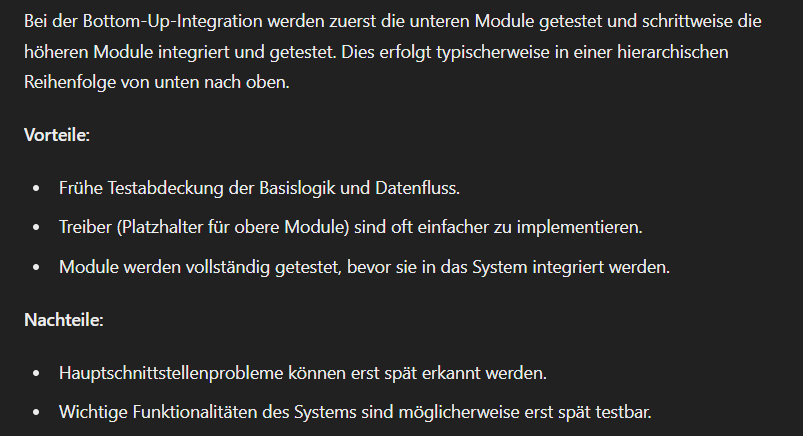 Bei der Bottom-Up-Integration werden zuerst die unteren Module getestet und schrittweise die
höheren Module integriert und getestet. Dies erfolgt typischerweise in einer hierarchischen
Reihenfolge von unten nach oben.
Vorteile:
• Frühe Testabdeckung der Basislogik und Datenfluss.
• Treiber (Platzhalter für obere Module) sind oft einfacher zu implementieren.
• Module werden vollständig getestet, bevor sie in das System integriert werden.
Nachteile:
• Hauptschnittstellenprobleme können erst spät erkannt werden.
• Wichtige Funktionalitäten des Systems sind möglicherweise erst spät testbar.